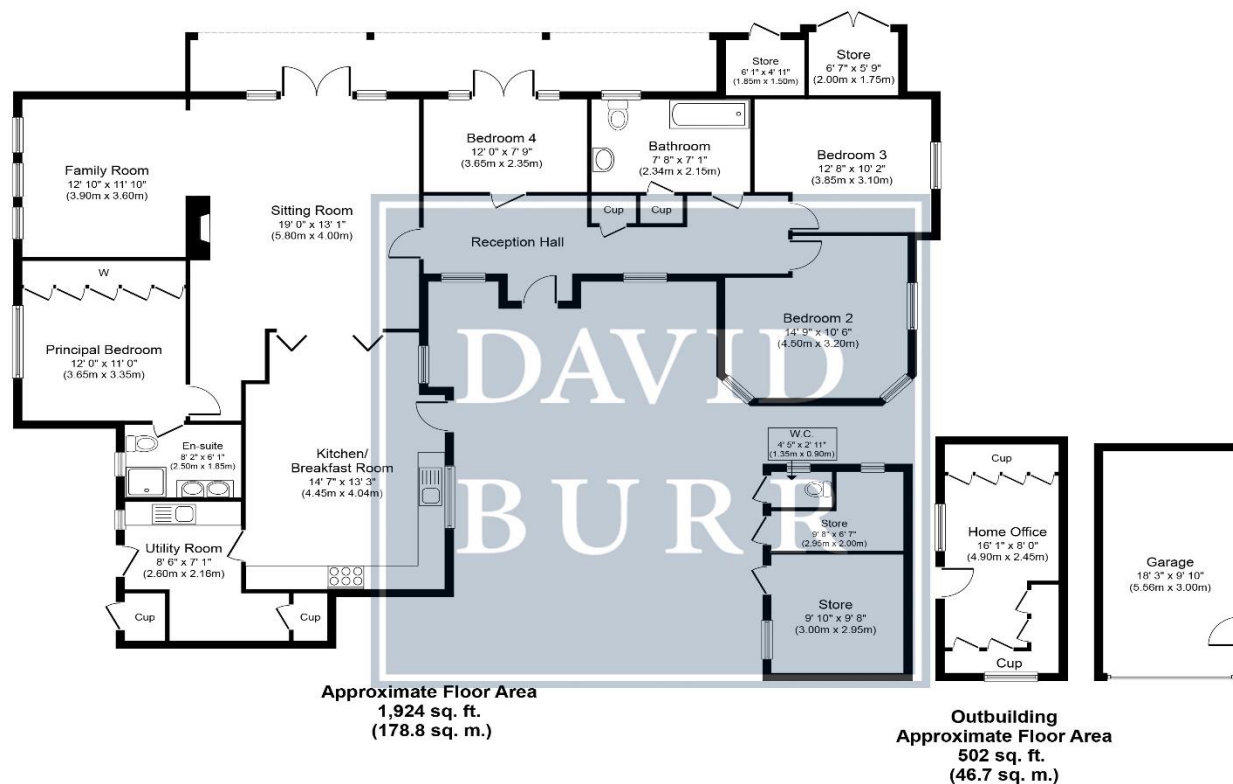 Store
6' 1" x 4' 11"
(1.85m x 1.50m)
Store
6' 7" x 5' 9"
(2.00m x 1.75m)
Family Room
12' 10" x 11' 10"
(3.90m x 3.60m)
Sitting Room
19' 0" x 13' 1"
(5.80m x 4.00m)
Bedroom 4
12' 0" x 7' 9"
(3.65m x 2.35m)
Bathroom
7' 8" x 7' 1"
(2.34m x 2.15m)
Bedroom 3
12' 8" x 10' 2"
(3.85m x 3.10m)
Cup
Cup
Reception Hall
W
Principal Bedroom
12' 0" x 11' 0"
(3.65m x 3.35m)
Bedroom 2
14' 9" x 10' 6"
(4.50m x 3.20m)
DAVID
BURR
En-suite
8' 2" x 6' 1"
(2.50m x 1.85m)
Kitchen/
Breakfast Room
14' 7" x 13' 3"
(4.45m x 4.04m)
W.C.
4' 5" x 2' 11"
(1.35m x 0.90m)
Store
9' 8" x 6' 7"
(2.95m x 2.00m)
Utility Room
8' 6" x 7' 1"
(2.60m x 2.16m)
Cup
Cup
Store
9' 10" x 9' 8"
(3.00m x 2.95m)
Cup
Home Office
16' 1" x 8' 0"
(4.90m x 2.45m)
Cup
Garage
18' 3" x 9' 10"
(5.56m x 3.00m)
Approximate Floor Area
1,924 sq. ft.
(178.8 sq. m.)
Outbuilding
Approximate Floor Area
502 sq. ft.
(46.7 sq. m.)